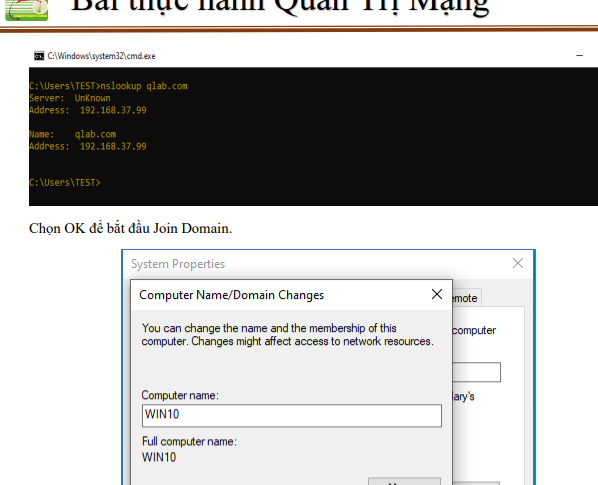 Bài thực hành Quản Trị Mạng
C:\Windows\system32\cmd.exe
C:\Users\TEST>nslookup qlab.com
Server: UnKnown
Address: 192.168.37.99
Name: qlab.com
Address: 192.168.37.99
C:\Users\TEST>
Chọn OK để bắt đầu Join Domain.
System Properties
Computer Name/Domain Changes
emote
You can change the name and the membership of this
computer. Changes might affect access to network resources.
computer
ary's
Computer name:
WIN10
Full computer name:
WIN10